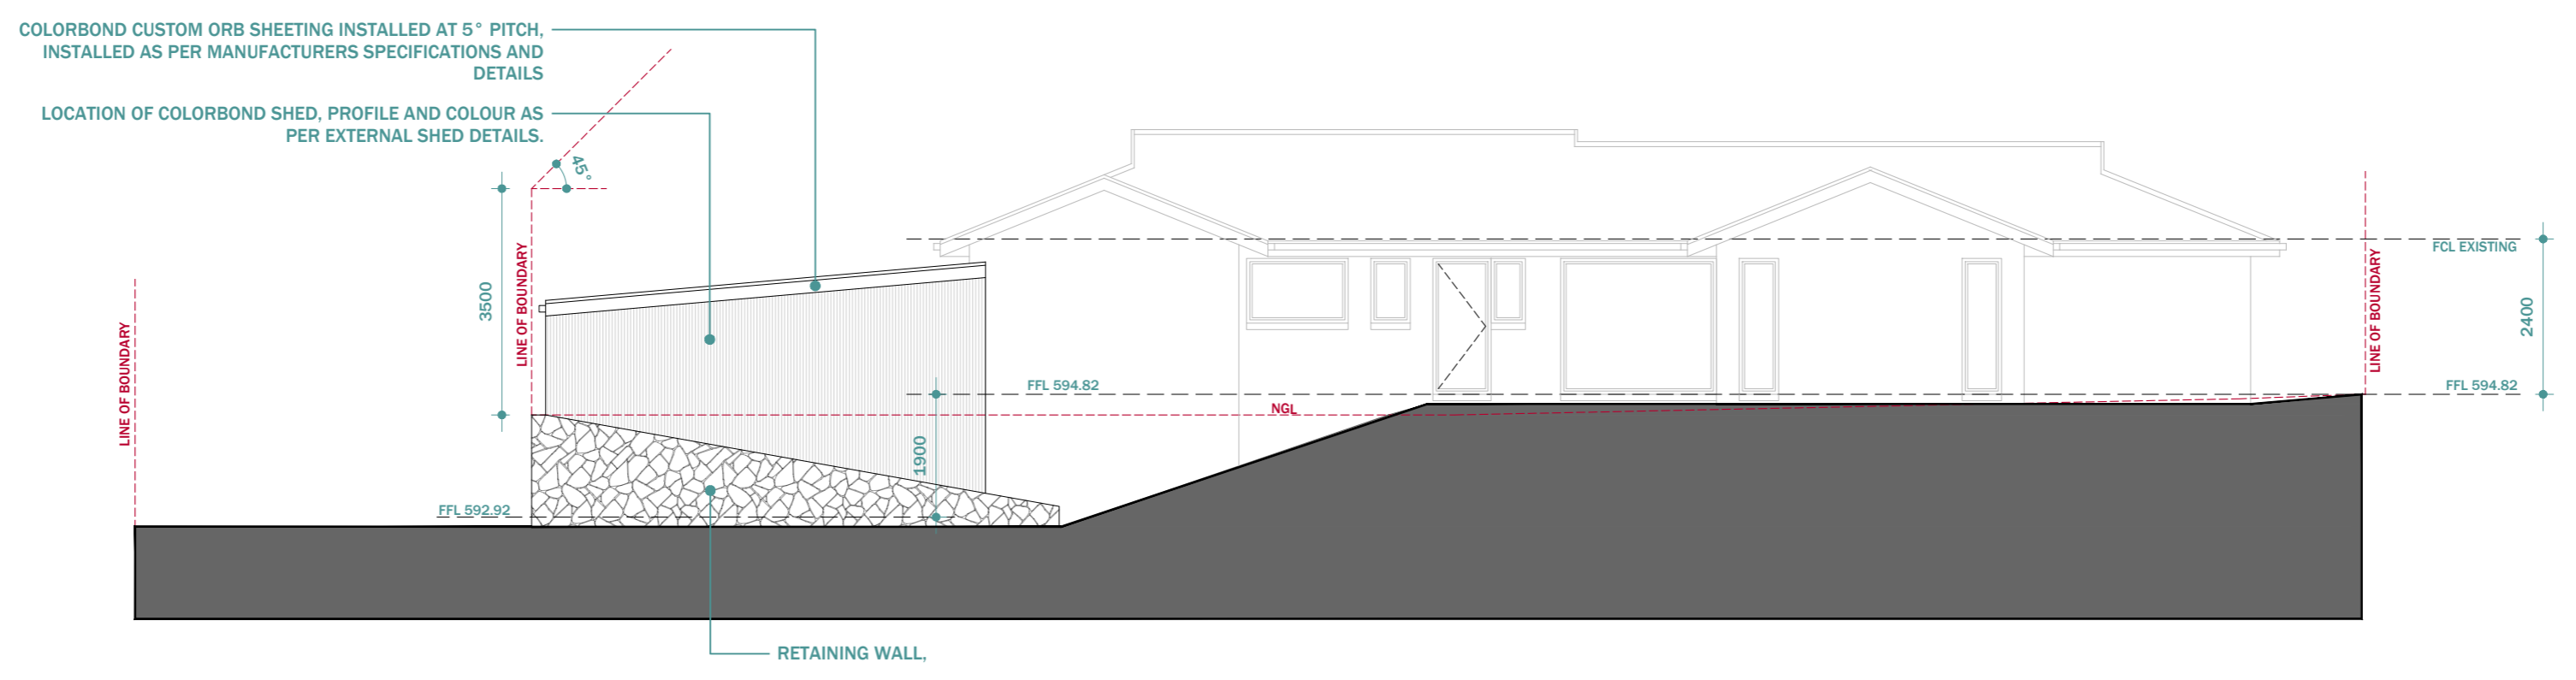 COLORBOND CUSTOM ORB SHEETING INSTALLED AT 5° PITCH,
INSTALLED AS PER MANUFACTURERS SPECIFICATIONS AND
DETAILS
LOCATION OF COLORBOND SHED, PROFILE AND COLOUR AS
PER EXTERNAL SHED DETAILS.
45°
3500
LINE OF BOUNDARY
LINE OF BOUNDARY
FCL EXISTING
LINE OF BOUNDARY
2400
FFL 594.82
FFL 594.82
NGL
1900
FFL 592.92
RETAINING WALL,